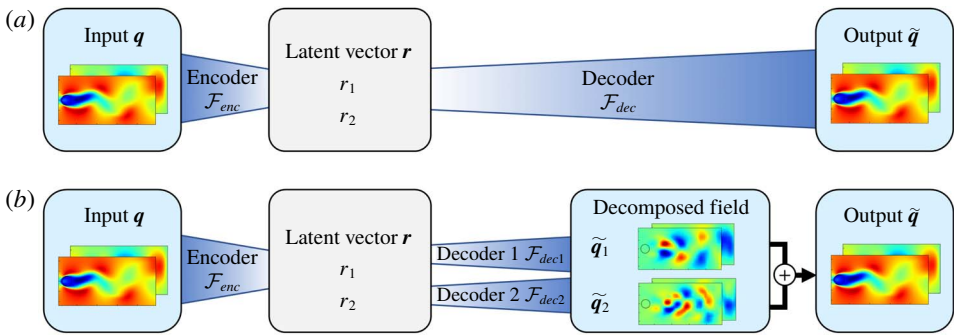 (a)
Input q
Encoder
F_enc
Latent vector r
r_1
r_2
Decoder
F_dec
Output q̃
(b)
Input q
Encoder
F_enc
Latent vector r
r_1
r_2
Decoder 1 F_dec1
Decoder 2 F_dec2
Decomposed field
q̃_1
q̃_2
+
Output q̃